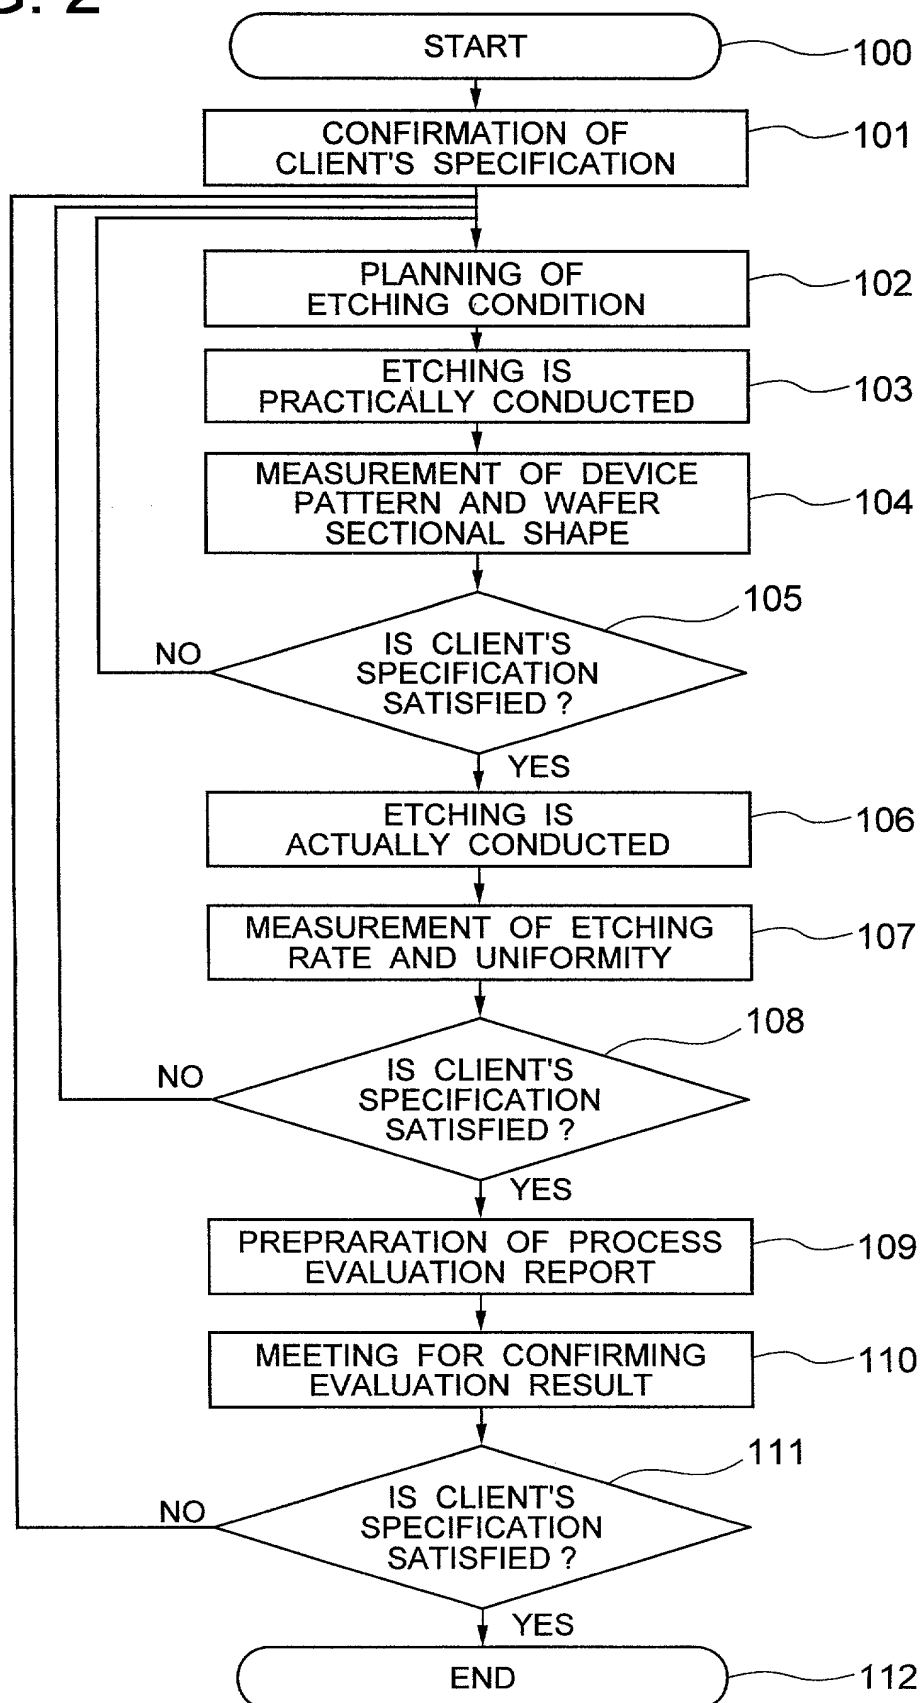 G. 2
START
100
CONFIRMATION OF
CLIENT'S SPECIFICATION
101
PLANNING OF
ETCHING CONDITION
102
ETCHING IS
PRACTICALLY CONDUCTED
103
MEASUREMENT OF DEVICE
PATTERN AND WAFER
SECTIONAL SHAPE
104
105
NO
IS CLIENT'S
SPECIFICATION
SATISFIED ?
YES
ETCHING IS
ACTUALLY CONDUCTED
106
MEASUREMENT OF ETCHING
RATE AND UNIFORMITY
107
108
NO
IS CLIENT'S
SPECIFICATION
SATISFIED ?
YES
PREPRARATION OF PROCESS
EVALUATION REPORT
109
MEETING FOR CONFIRMING
EVALUATION RESULT
110
111
NO
IS CLIENT'S
SPECIFICATION
SATISFIED ?
YES
END
112